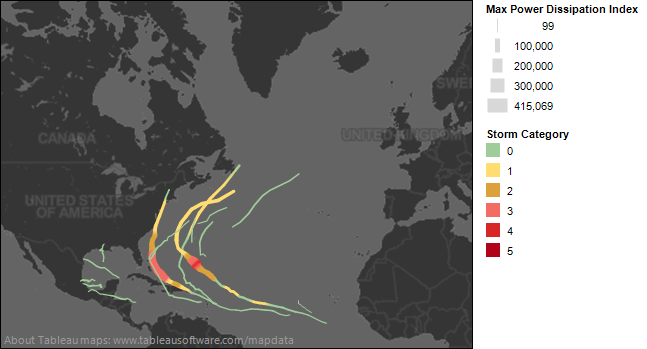 CANADA
UNITED STATES
OF AMERICA
UNITED KINGDOM
SWE
About Tableau maps: www.tableausoftware.com/mapdata
Max Power Dissipation Index
99
100,000
200,000
300,000
415,069
Storm Category
0
1
2
3
4
5